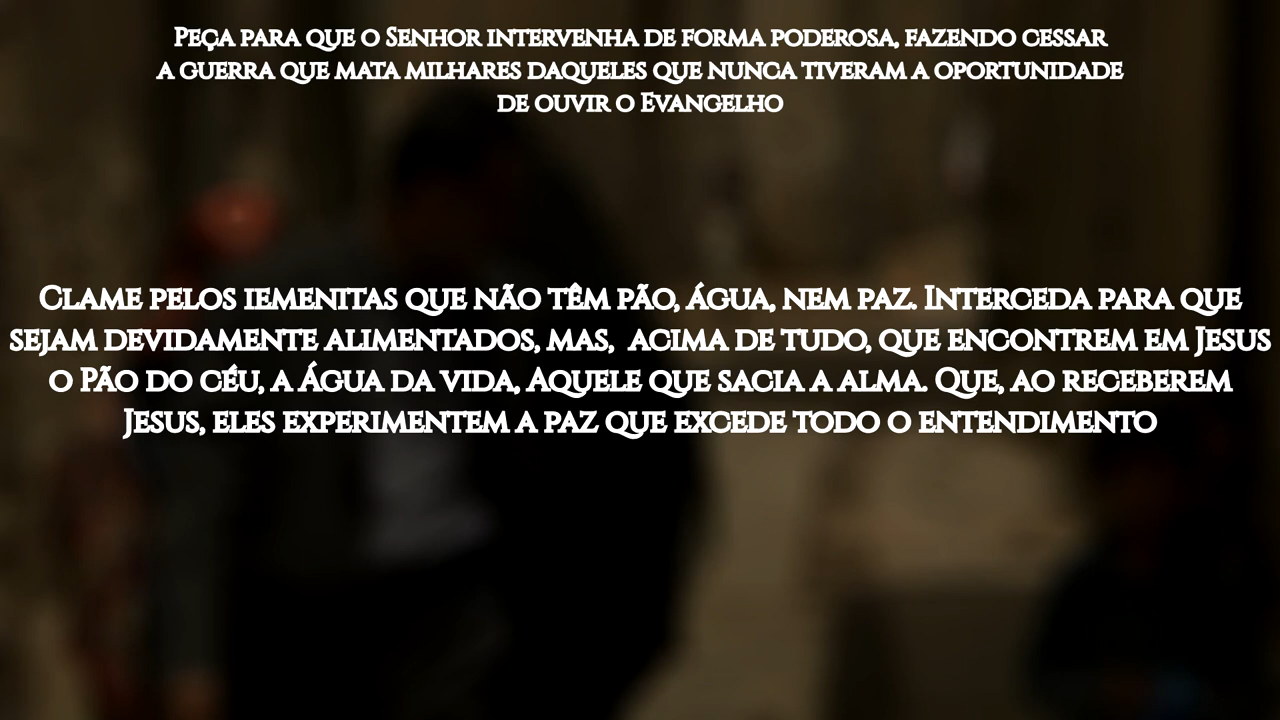 Peça para que o Senhor intervenha de forma poderosa, fazendo cessar
a guerra que mata milhares daqueles que nunca tiveram a oportunidade
de ouvir o Evangelho
Clame pelos iemenitas que não têm pão, água, nem paz. Interceda para que
sejam devidamente alimentados, mas,  acima de tudo, que encontrem em Jesus
o Pão do céu, a Água da vida, Aquele que sacia a alma. Que, ao receberem
Jesus, eles experimentem a paz que excede todo o entendimento